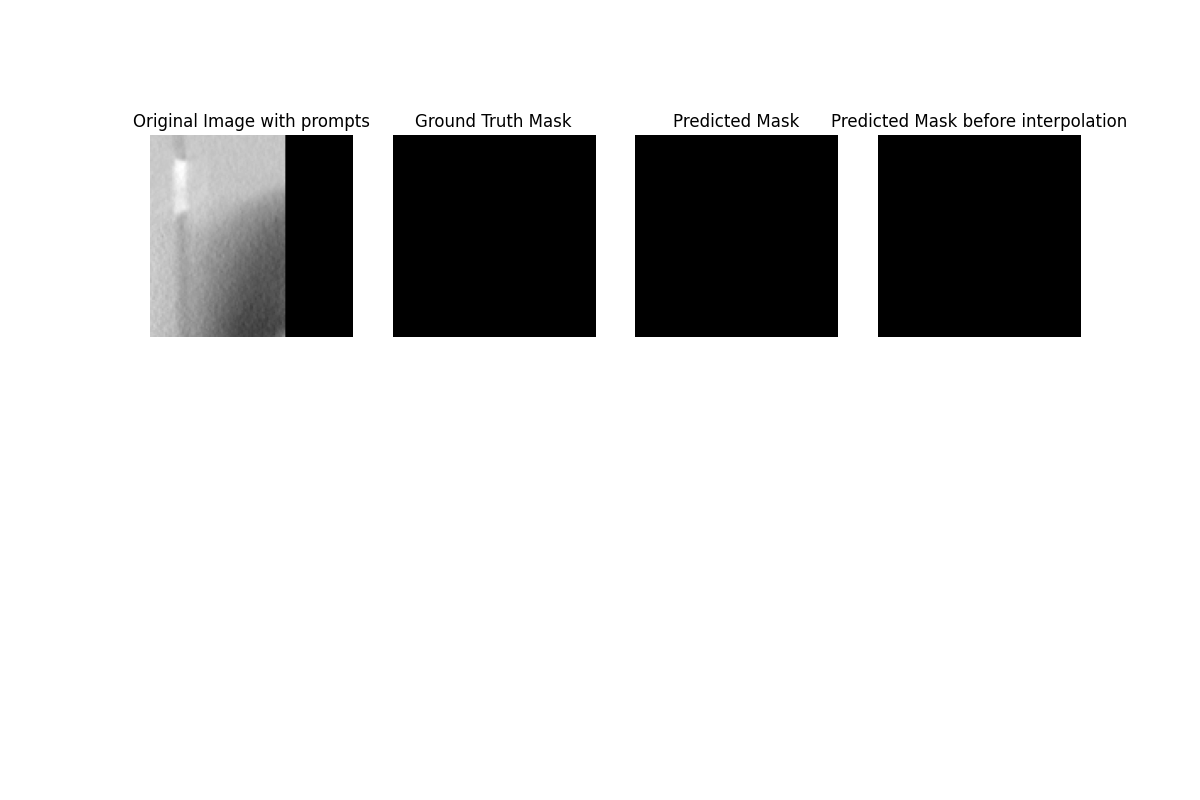 Original Image with prompts
Ground Truth Mask
Predicted Mask
Predicted Mask before interpolation